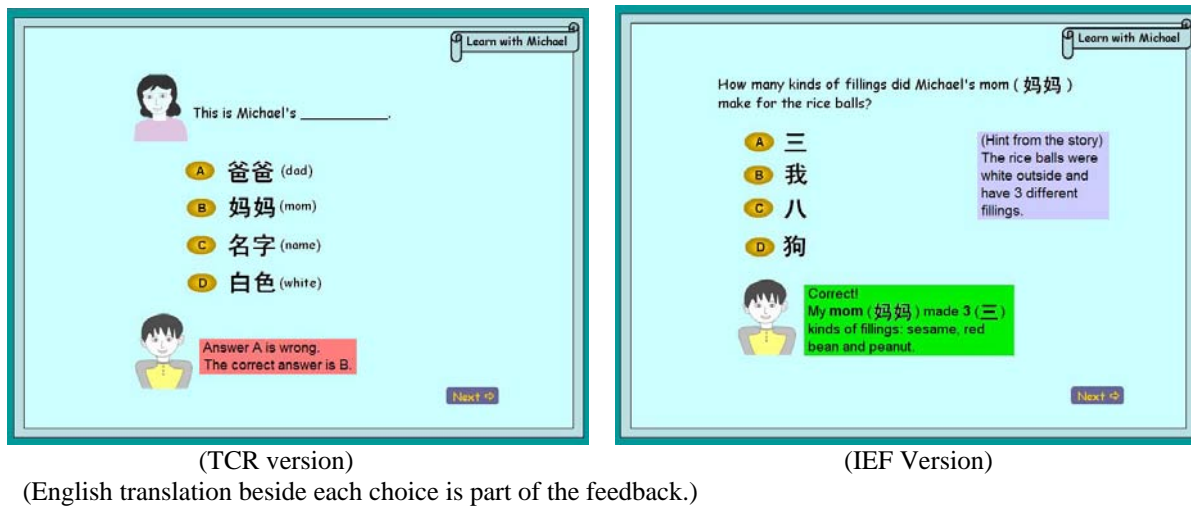 Learn with Michael
This is Michael's __________.
A 爸爸 (dad)
B 妈妈 (mom)
C 名字 (name)
D 白色 (white)
Answer A is wrong.
The correct answer is B.
Next ➪
(TCR version)
Learn with Michael
How many kinds of fillings did Michael's mom ( 妈妈 )
make for the rice balls?
A 三
B 我
C 八
D 狗
(Hint from the story)
The rice balls were
white outside and
have 3 different
fillings.
Correct!
My mom ( 妈妈 ) made 3 ( 三 )
kinds of fillings: sesame, red
bean and peanut.
Next ➪
(IEF Version)
(English translation beside each choice is part of the feedback.)